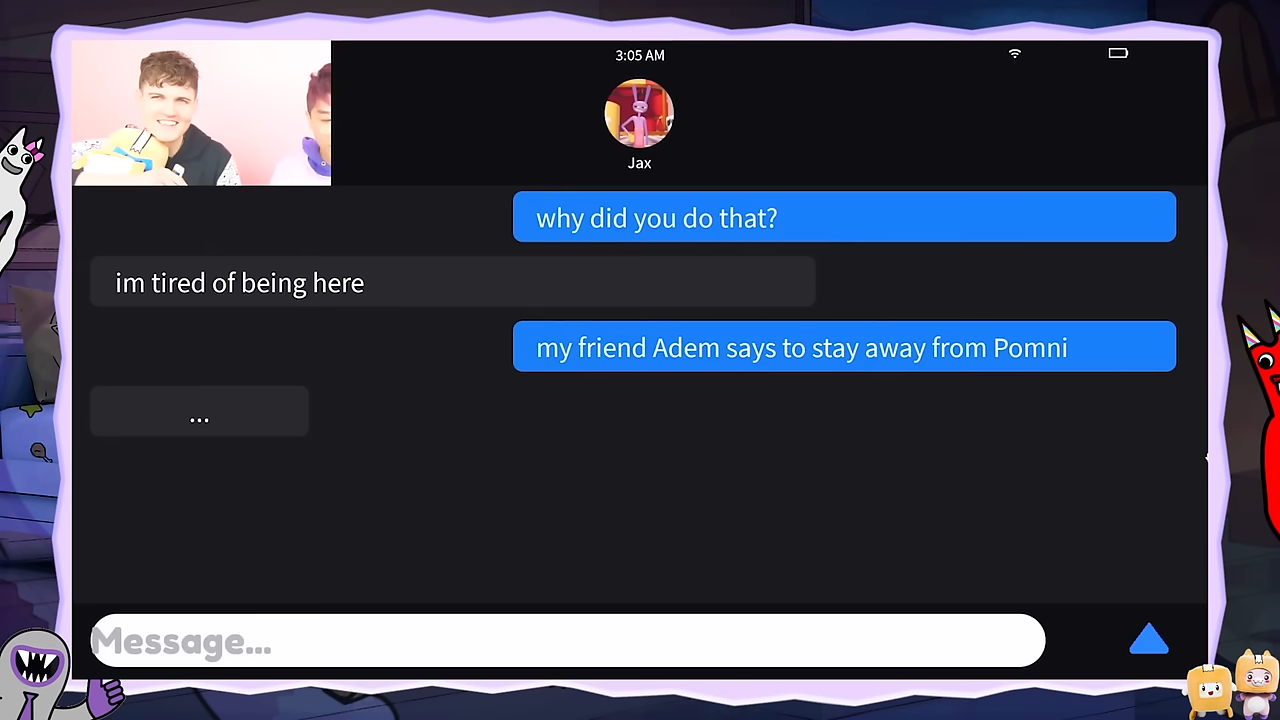 3:05 AM
Jax
why did you do that?
im tired of being here
my friend Adem says to stay away from Pomni
...
Message...